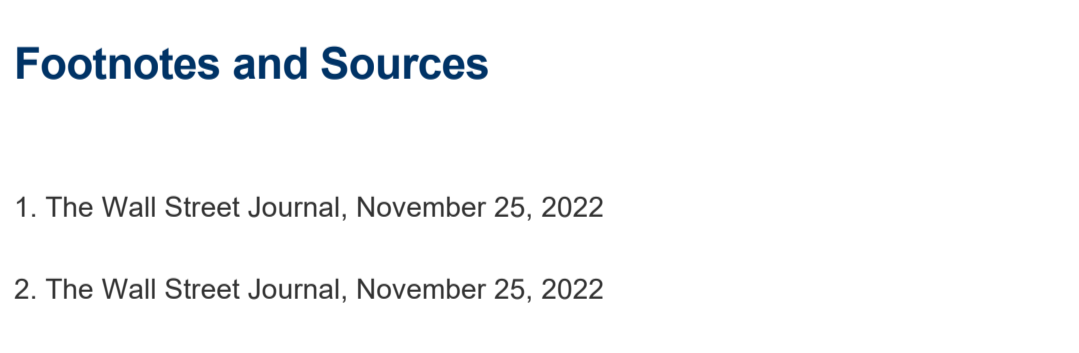 Footnotes and Sources
1. The Wall Street Journal, November 25, 2022
2. The Wall Street Journal, November 25, 2022